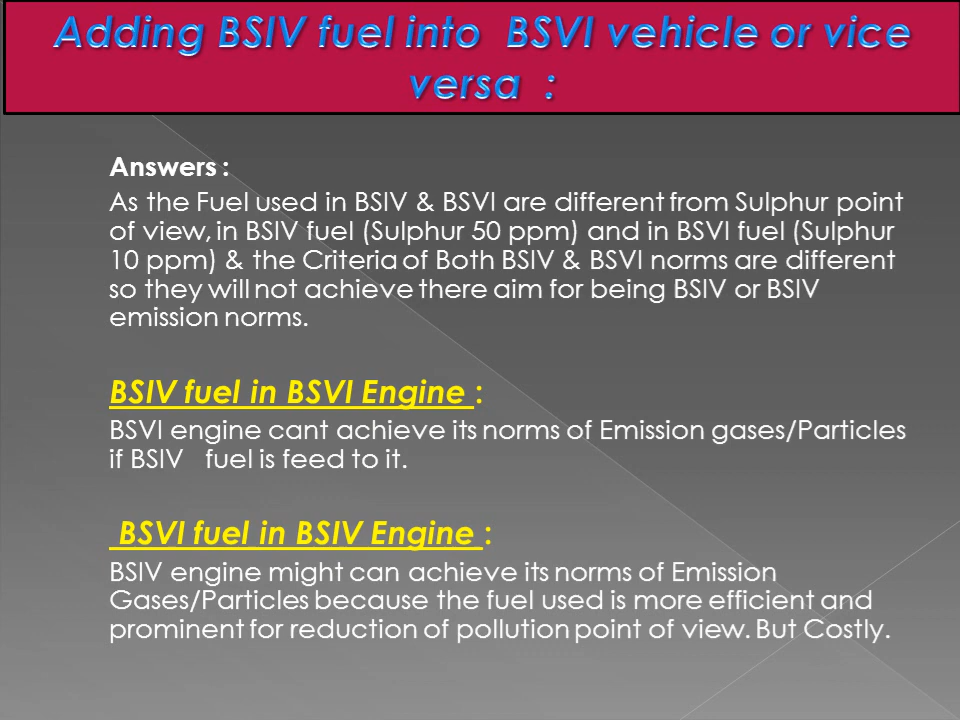 Adding BSIV fuel into BSVI vehicle or vice
versa :
Answers :
As the Fuel used in BSIV & BSVI are different from Sulphur point
of view, in BSIV fuel (Sulphur 50 ppm) and in BSVI fuel (Sulphur
10 ppm) & the Criteria of Both BSIV & BSVI norms are different
so they will not achieve there aim for being BSIV or BSIV
emission norms.
BSIV fuel in BSVI Engine :
BSVI engine cant achieve its norms of Emission gases/Particles
if BSIV fuel is feed to it.
BSVI fuel in BSIV Engine :
BSIV engine might can achieve its norms of Emission
Gases/Particles because the fuel used is more efficient and
prominent for reduction of pollution point of view. But Costly.